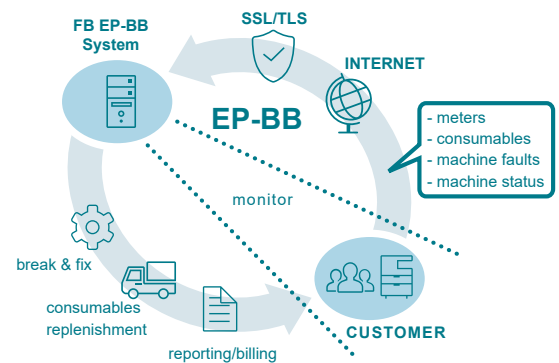 FB EP-BB
System
SSL/TLS
INTERNET
EP-BB
- meters
- consumables
- machine faults
- machine status
monitor
break & fix
consumables
replenishment
reporting/billing
CUSTOMER